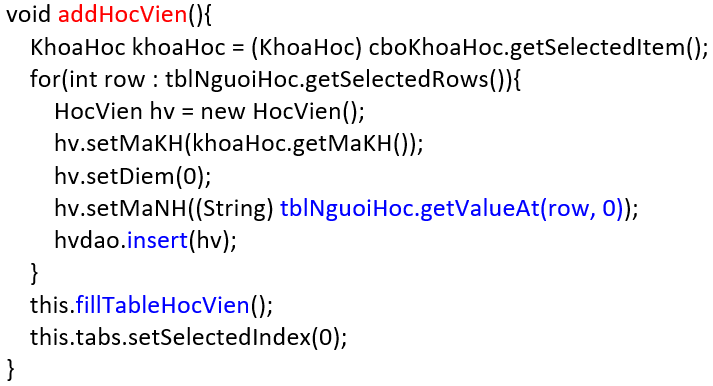 void addHocVien(){
KhoaHoc khoaHoc = (KhoaHoc) cboKhoaHoc.getSelectedItem();
for(int row : tblNguoiHoc.getSelectedRows()){
HocVien hv = new HocVien();
hv.setMaKH(khoaHoc.getMaKH());
hv.setDiem(0);
hv.setMaNH((String) tblNguoiHoc.getValueAt(row, 0));
hvdao.insert(hv);
}
this.fillTableHocVien();
this.tabs.setSelectedIndex(0);
}